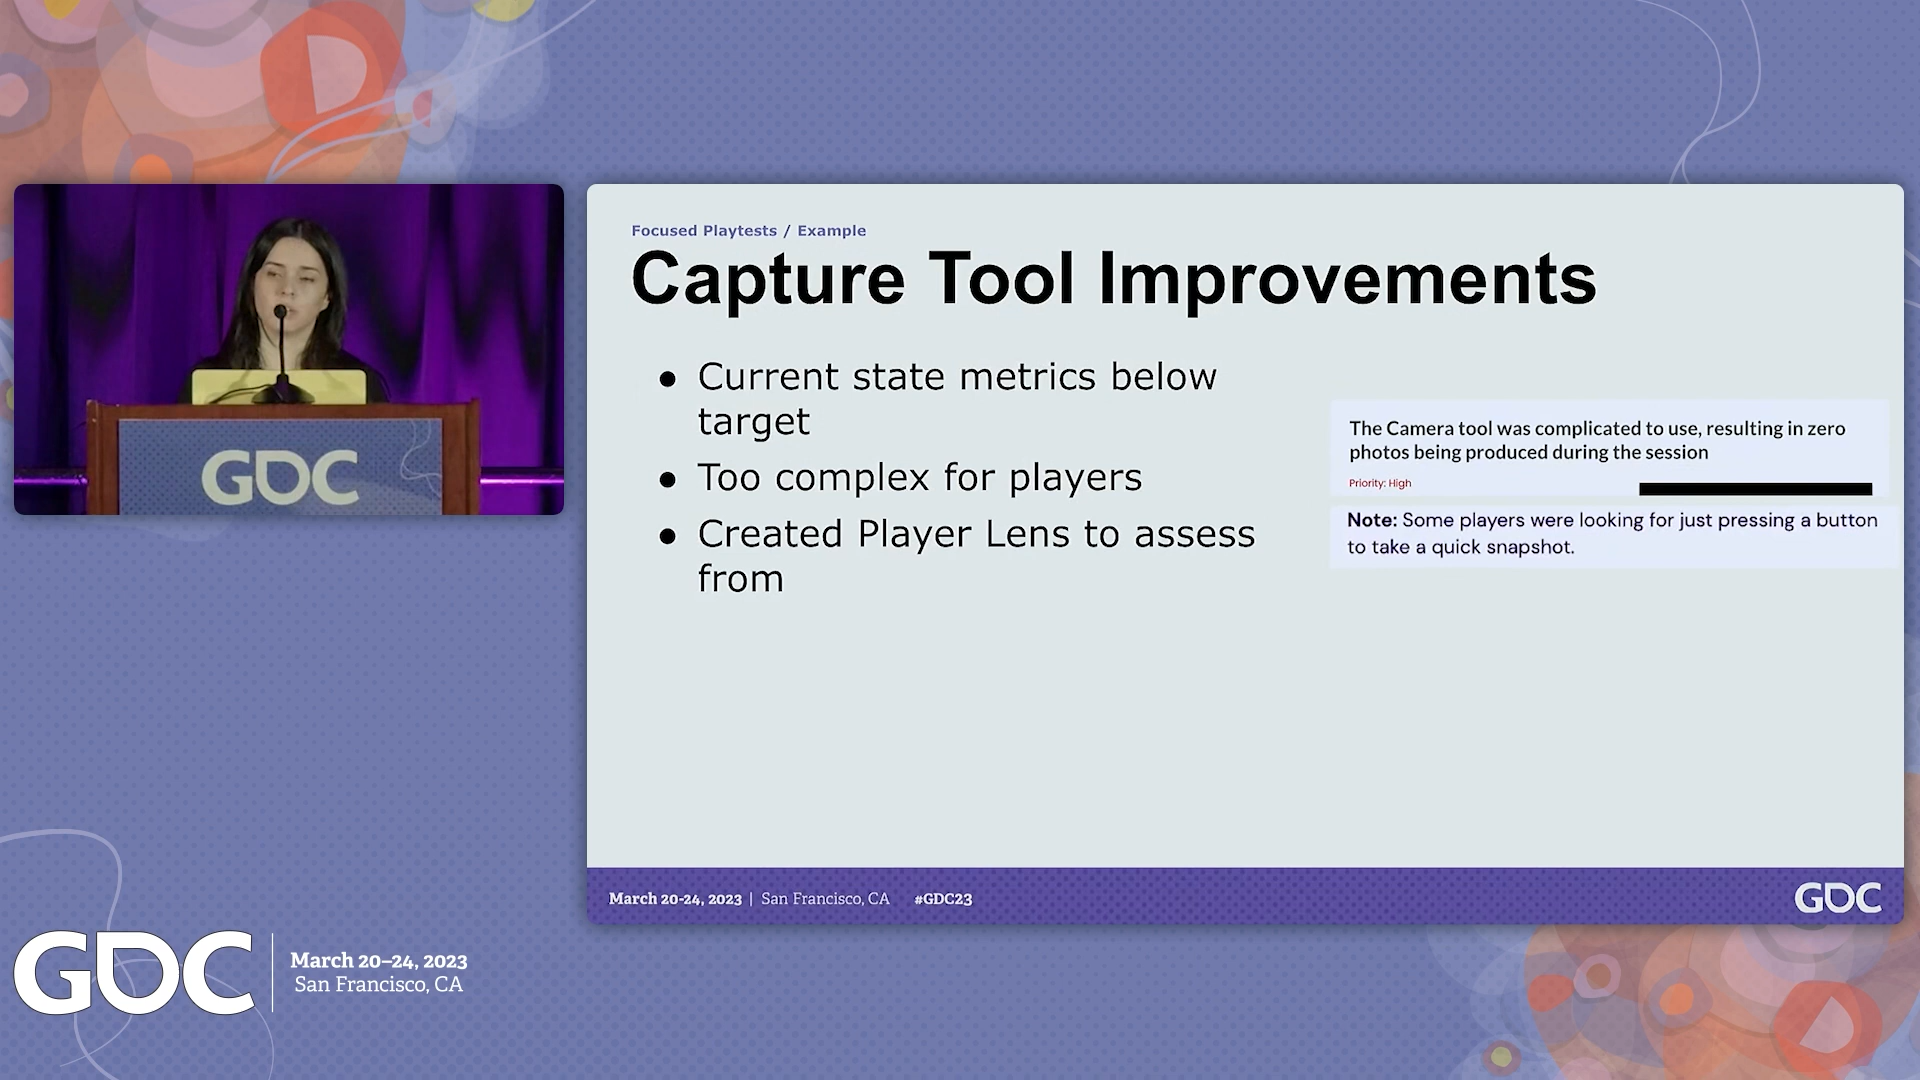 GDC
Focused Playtests / Example
Capture Tool Improvements
● Current state metrics below
target
● Too complex for players
● Created Player Lens to assess
from
The Camera tool was complicated to use, resulting in zero
photos being produced during the session
Priority: High
Note: Some players were looking for just pressing a button
to take a quick snapshot.
March 20-24, 2023 | San Francisco, CA #GDC23
GDC
GDC
March 20–24, 2023
San Francisco, CA